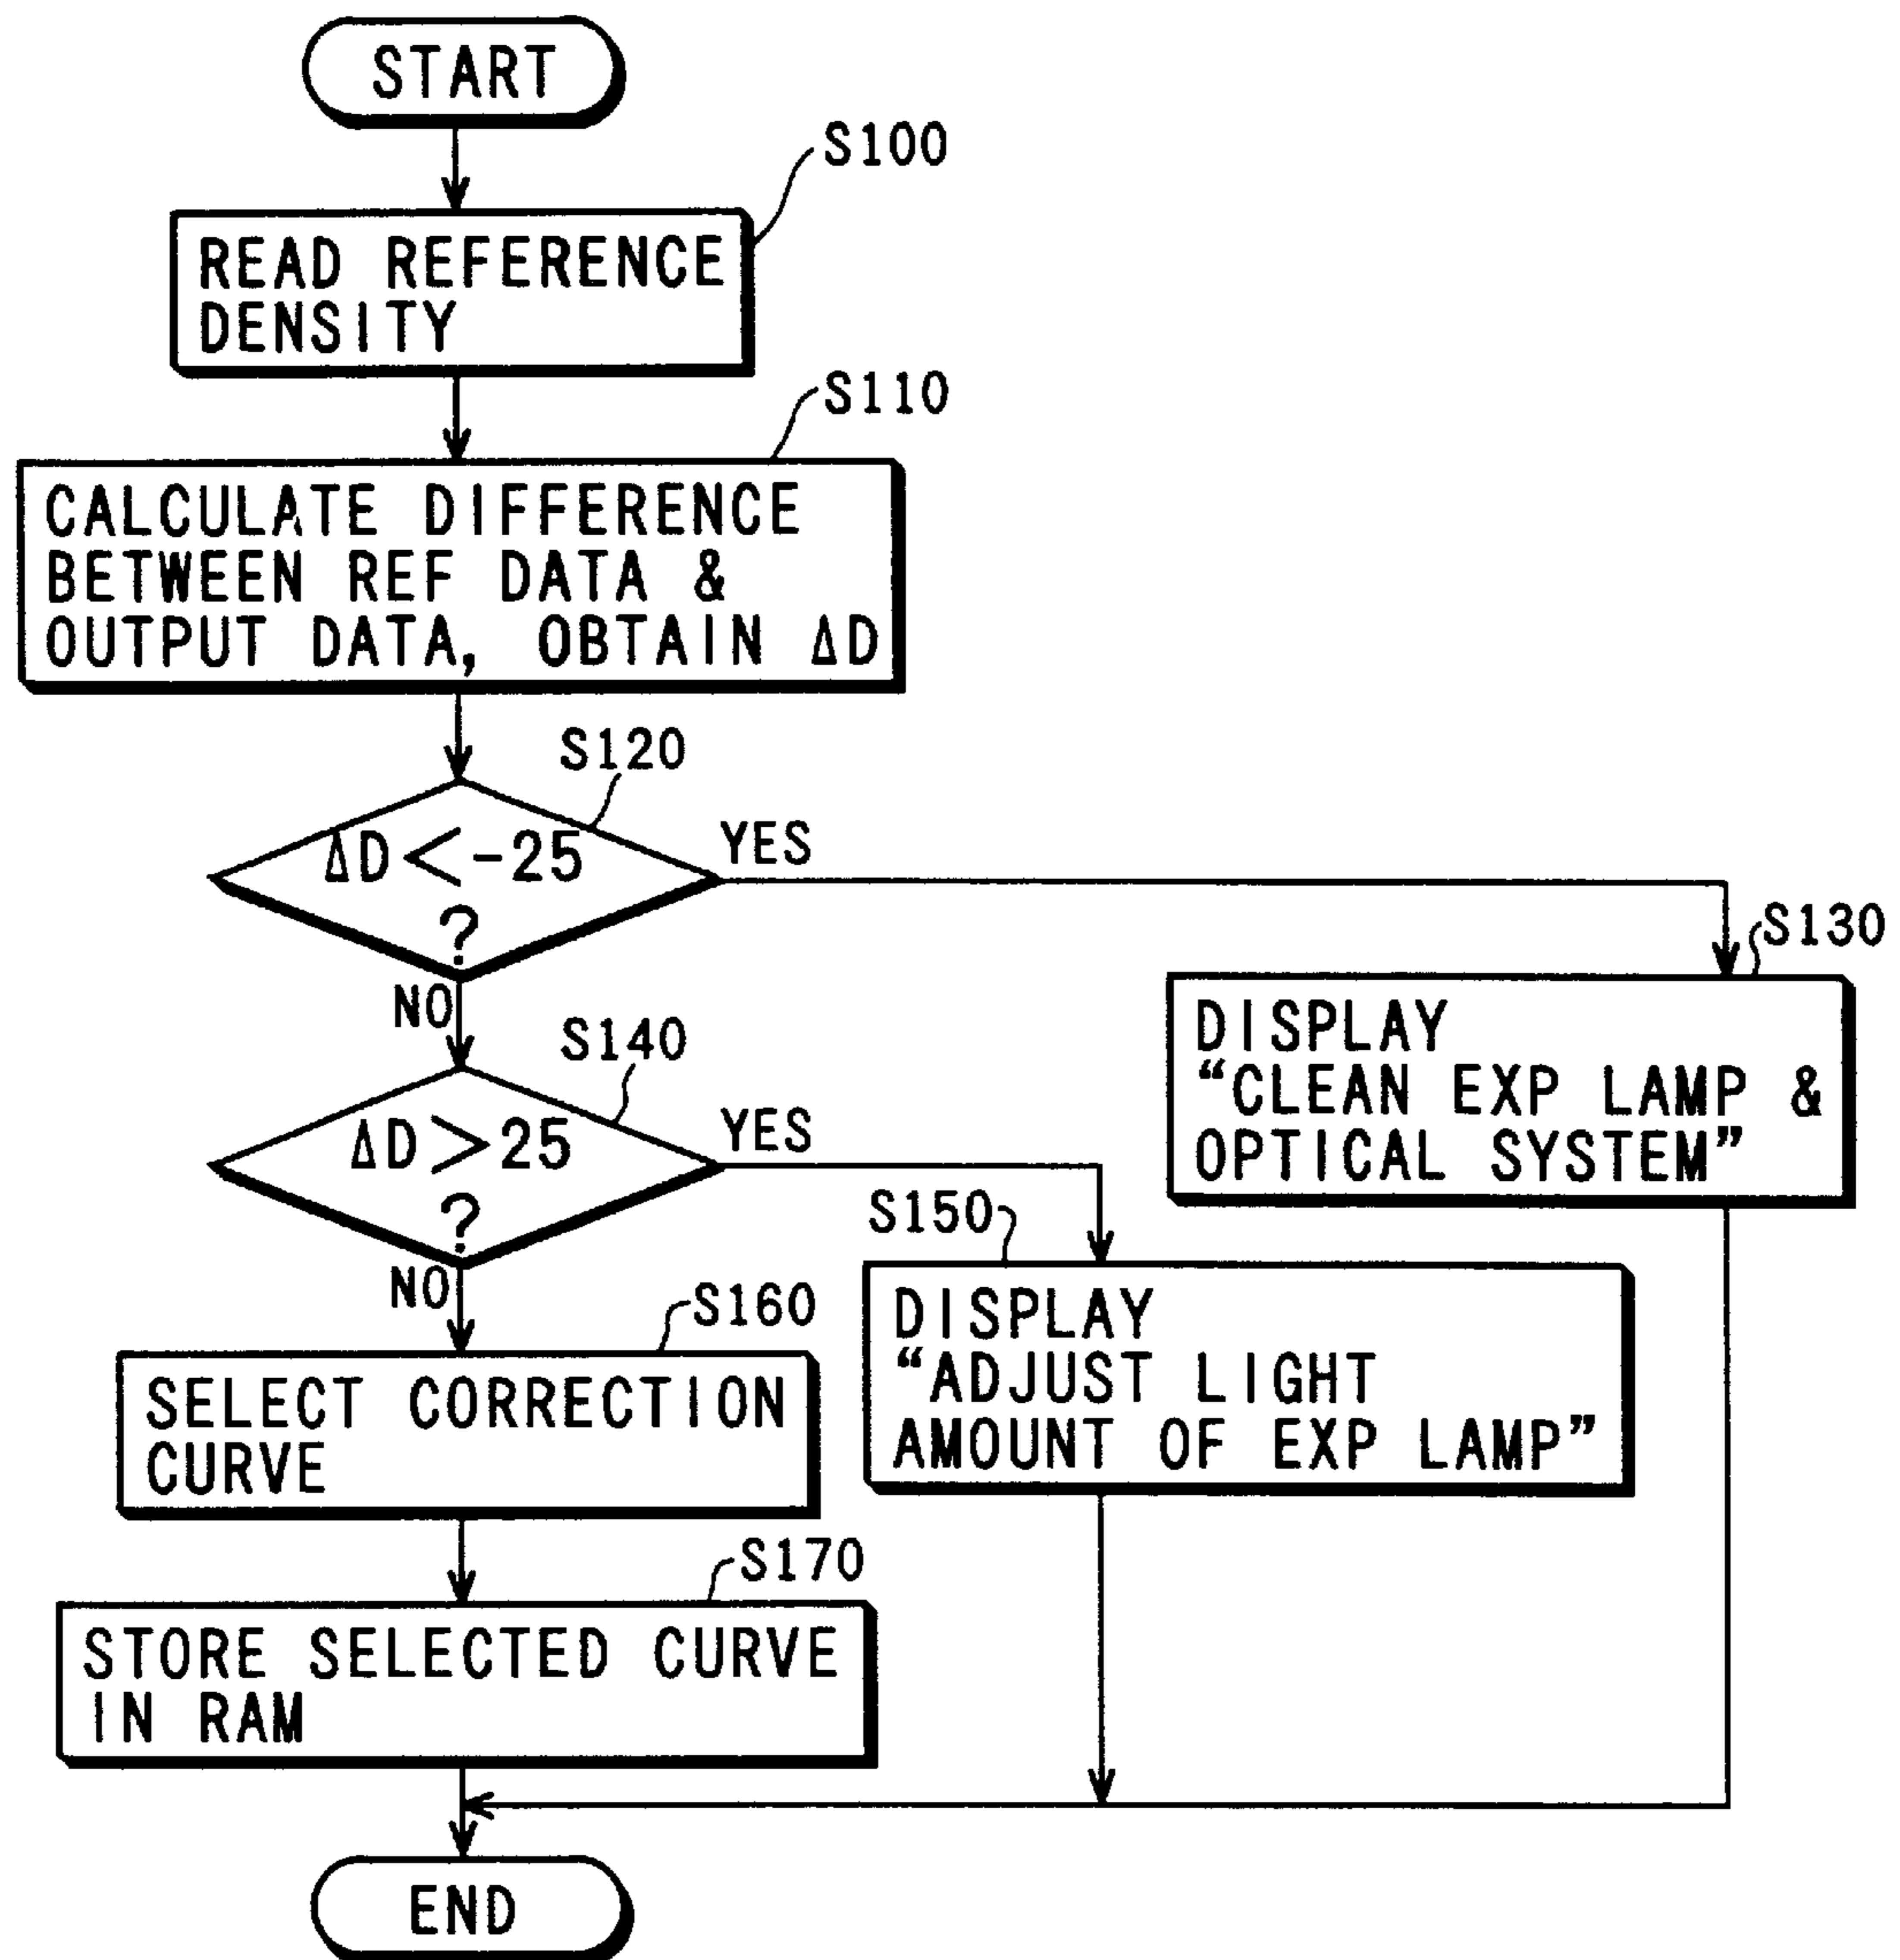 START
S100
READ REFERENCE
DENSITY
S110
CALCULATE DIFFERENCE
BETWEEN REF DATA &
OUTPUT DATA, OBTAIN ΔD
S120
ΔD<-25
?
YES
NO
S130
DISPLAY
“CLEAN EXP LAMP &
OPTICAL SYSTEM”
S140
ΔD>25
?
YES
NO
S150
DISPLAY
“ADJUST LIGHT
AMOUNT OF EXP LAMP”
S160
SELECT CORRECTION
CURVE
S170
STORE SELECTED CURVE
IN RAM
END